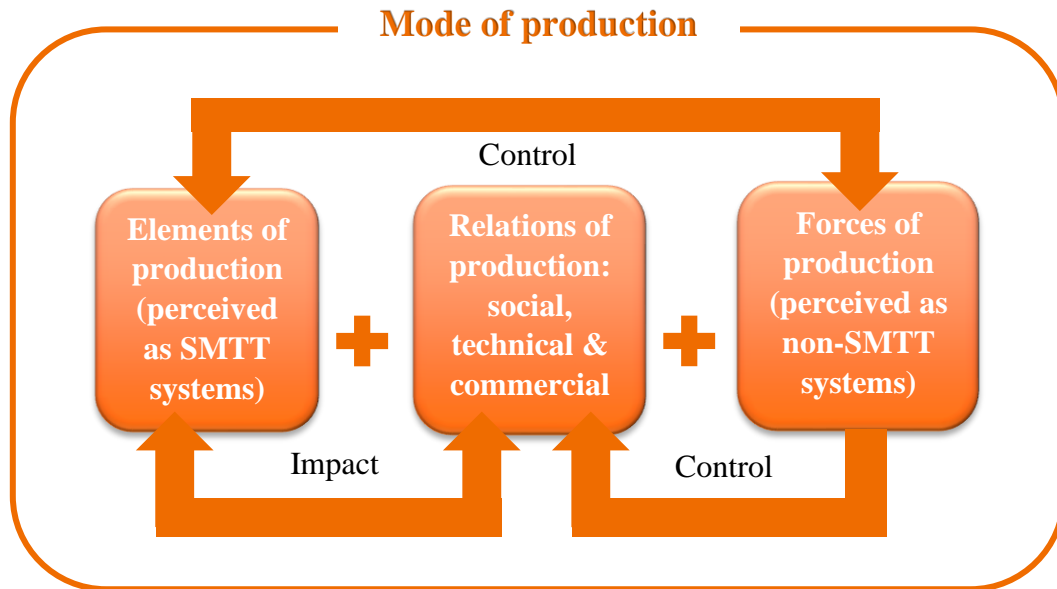 Mode of production
Control
Elements of
production
(perceived
as SMTT
systems)
Relations of
production:
social,
technical &
commercial
Forces of
production
(perceived as
non-SMTT
systems)
Impact
Control